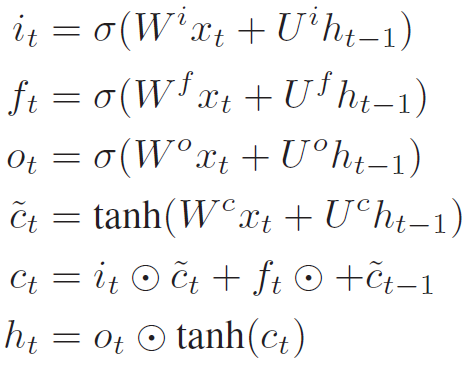 i_t = σ(W^i x_t + U^i h_{t−1})
f_t = σ(W^f x_t + U^f h_{t−1})
o_t = σ(W^o x_t + U^o h_{t−1})
c̃_t = tanh(W^c x_t + U^c h_{t−1})
c_t = i_t ⊙ c̃_t + f_t ⊙ +c̃_{t−1}
h_t = o_t ⊙ tanh(c_t)